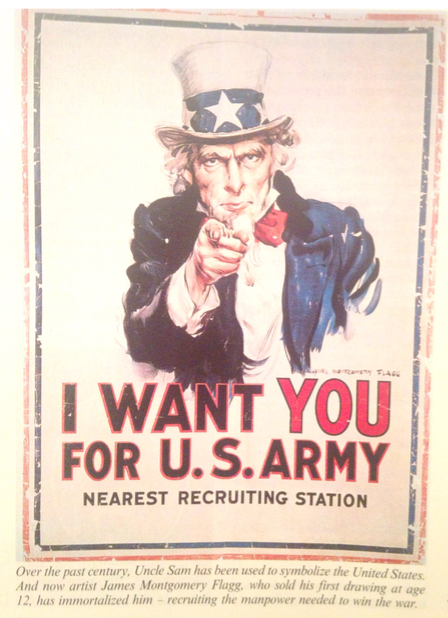 JAMES MONTGOMERY FLAGG
I WANT YOU
FOR U.S. ARMY
NEAREST RECRUITING STATION
Over the past century, Uncle Sam has been used to symbolize the United States.
And now artist James Montgomery Flagg, who sold his first drawing at age
12, has immortalized him – recruiting the manpower needed to win the war.